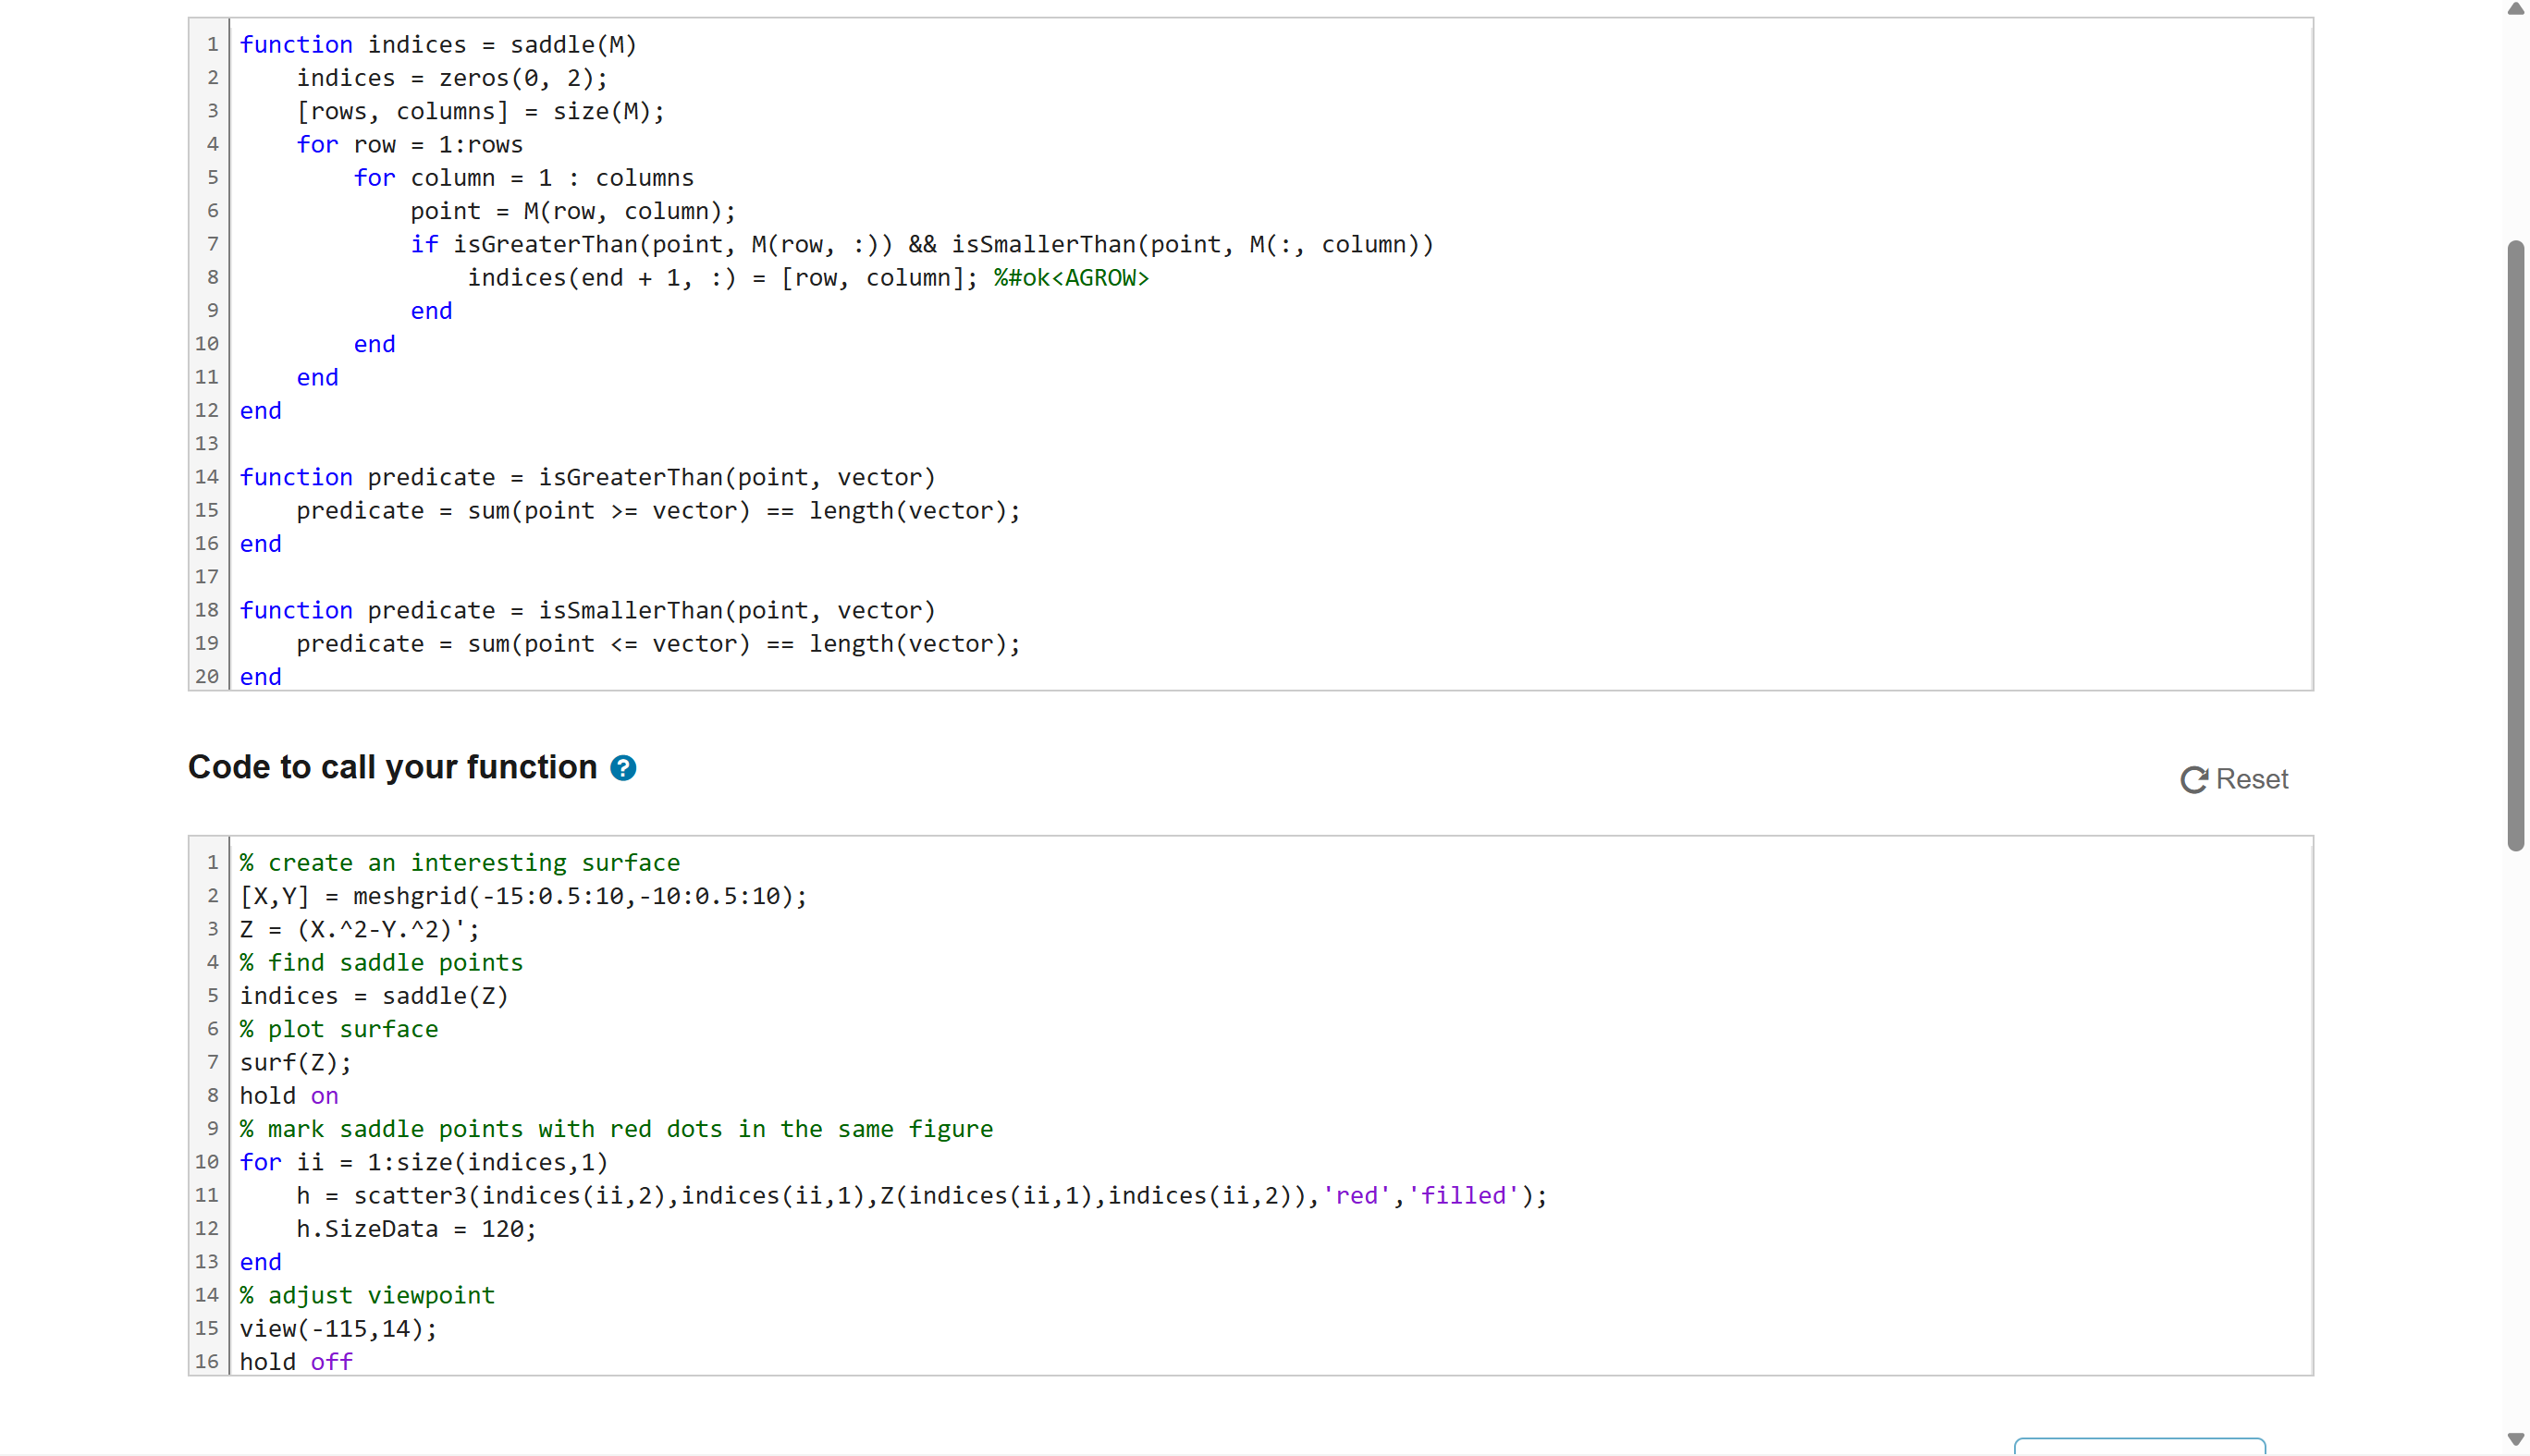 1 function indices = saddle(M)
2     indices = zeros(0, 2);
3     [rows, columns] = size(M);
4     for row = 1:rows
5         for column = 1 : columns
6             point = M(row, column);
7             if isGreaterThan(point, M(row, :)) && isSmallerThan(point, M(:, column))
8                 indices(end + 1, :) = [row, column]; %#ok<AGROW>
9             end
10         end
11     end
12 end
13
14 function predicate = isGreaterThan(point, vector)
15     predicate = sum(point >= vector) == length(vector);
16 end
17
18 function predicate = isSmallerThan(point, vector)
19     predicate = sum(point <= vector) == length(vector);
20 end
Code to call your function ?
Reset
1 % create an interesting surface
2 [X,Y] = meshgrid(-15:0.5:10,-10:0.5:10);
3 Z = (X.^2-Y.^2)';
4 % find saddle points
5 indices = saddle(Z)
6 % plot surface
7 surf(Z);
8 hold on
9 % mark saddle points with red dots in the same figure
10 for ii = 1:size(indices,1)
11     h = scatter3(indices(ii,2),indices(ii,1),Z(indices(ii,1),indices(ii,2)),'red','filled');
12     h.SizeData = 120;
13 end
14 % adjust viewpoint
15 view(-115,14);
16 hold off